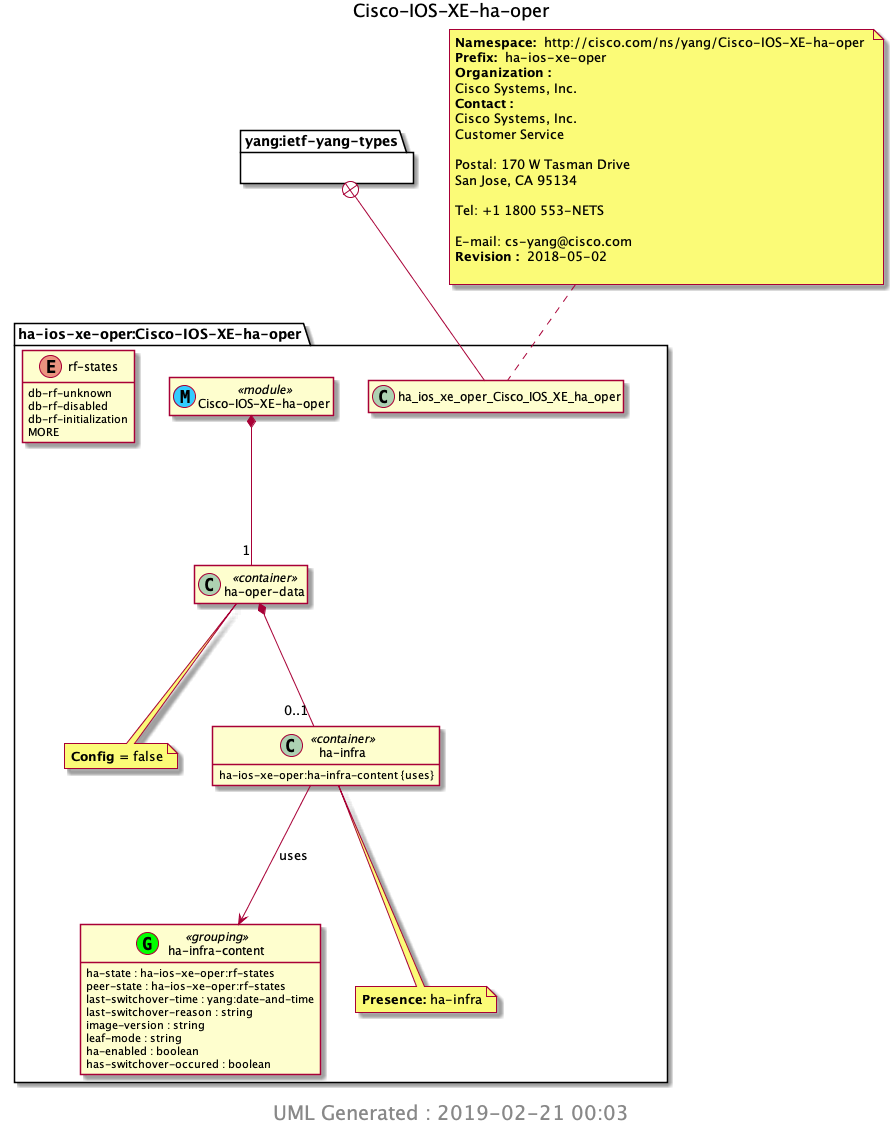 Cisco-IOS-XE-ha-oper
Namespace: http://cisco.com/ns/yang/Cisco-IOS-XE-ha-oper
Prefix: ha-ios-xe-oper
Organization :
Cisco Systems, Inc.
Contact :
Cisco Systems, Inc.
Customer Service
Postal: 170 W Tasman Drive
San Jose, CA 95134
Tel: +1 1800 553-NETS
E-mail: cs-yang@cisco.com
Revision : 2018-05-02
yang:ietf-yang-types
ha-ios-xe-oper:Cisco-IOS-XE-ha-oper
E rf-states
db-rf-unknown
db-rf-disabled
db-rf-initialization
MORE
M «module»
Cisco-IOS-XE-ha-oper
C ha_ios_xe_oper_Cisco_IOS_XE_ha_oper
1
C «container»
ha-oper-data
0..1
Config = false
C «container»
ha-infra
ha-ios-xe-oper:ha-infra-content {uses}
uses
G «grouping»
ha-infra-content
ha-state : ha-ios-xe-oper:rf-states
peer-state : ha-ios-xe-oper:rf-states
last-switchover-time : yang:date-and-time
last-switchover-reason : string
image-version : string
leaf-mode : string
ha-enabled : boolean
has-switchover-occured : boolean
Presence: ha-infra
UML Generated : 2019-02-21 00:03